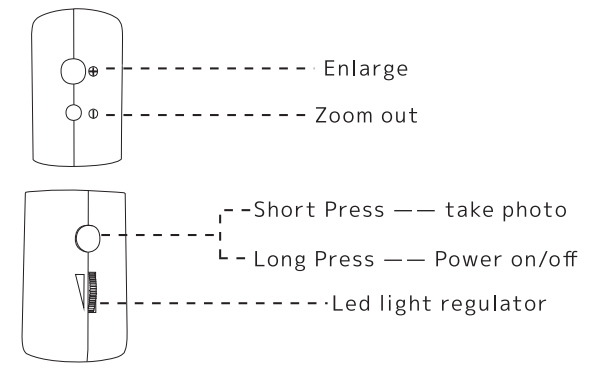 Enlarge
Zoom out
Short Press —— take photo
Long Press —— Power on/off
Led light regulator